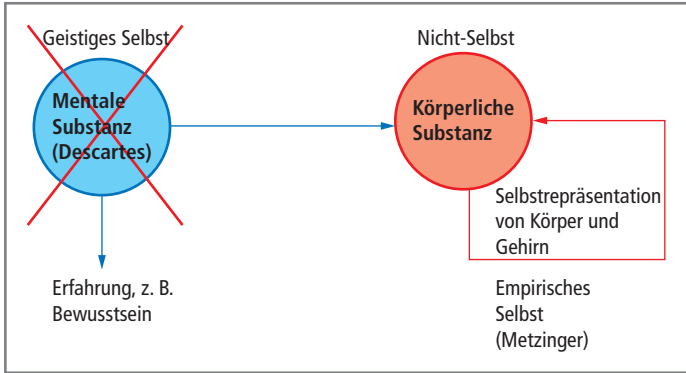 Geistiges Selbst
Mentale
Substanz
(Descartes)
Erfahrung, z. B.
Bewusstsein
Nicht-Selbst
Körperliche
Substanz
Selbstrepräsentation
von Körper und
Gehirn
Empirisches
Selbst
(Metzinger)